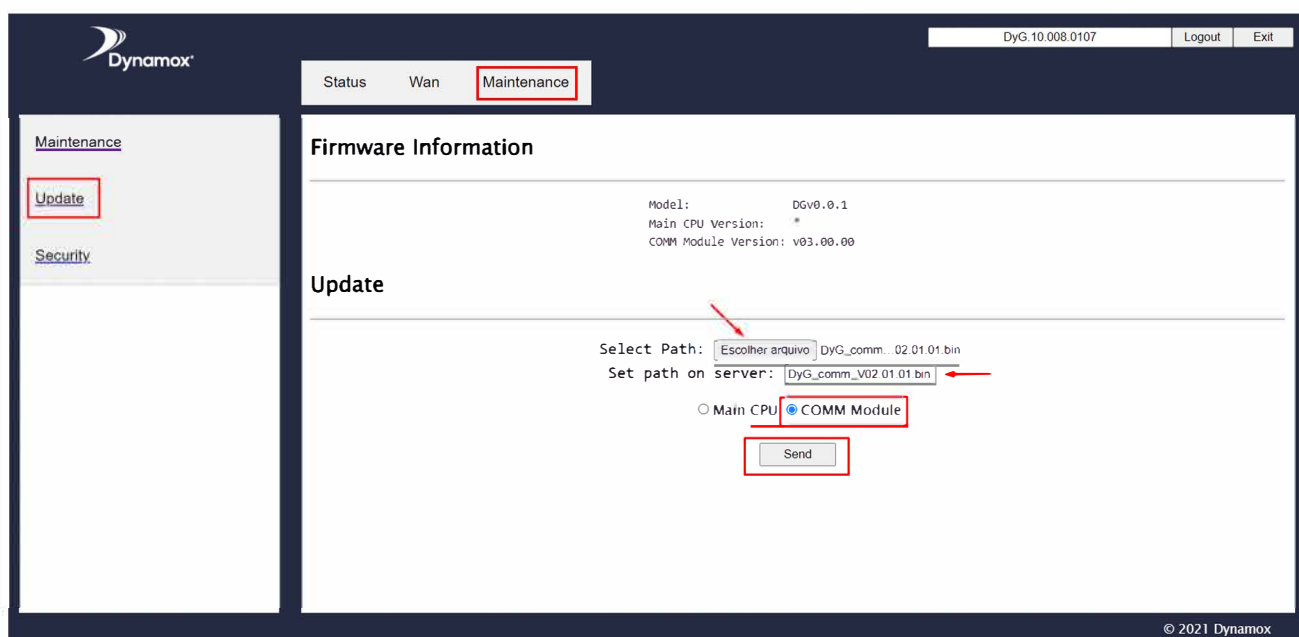 Dynamox
DyG.10.008.0107 Logout Exit
Status Wan Maintenance
Maintenance
Update
Security
Firmware Information
Model: DGv0.0.1
Main CPU Version: *
COMM Module Version: v03.00.00
Update
Select Path: Escolher arquivo DyG_comm...02.01.01.bin
Set path on server: DyG_comm_V02.01.01.bin
Main CPU COMM Module
Send
© 2021 Dynamox